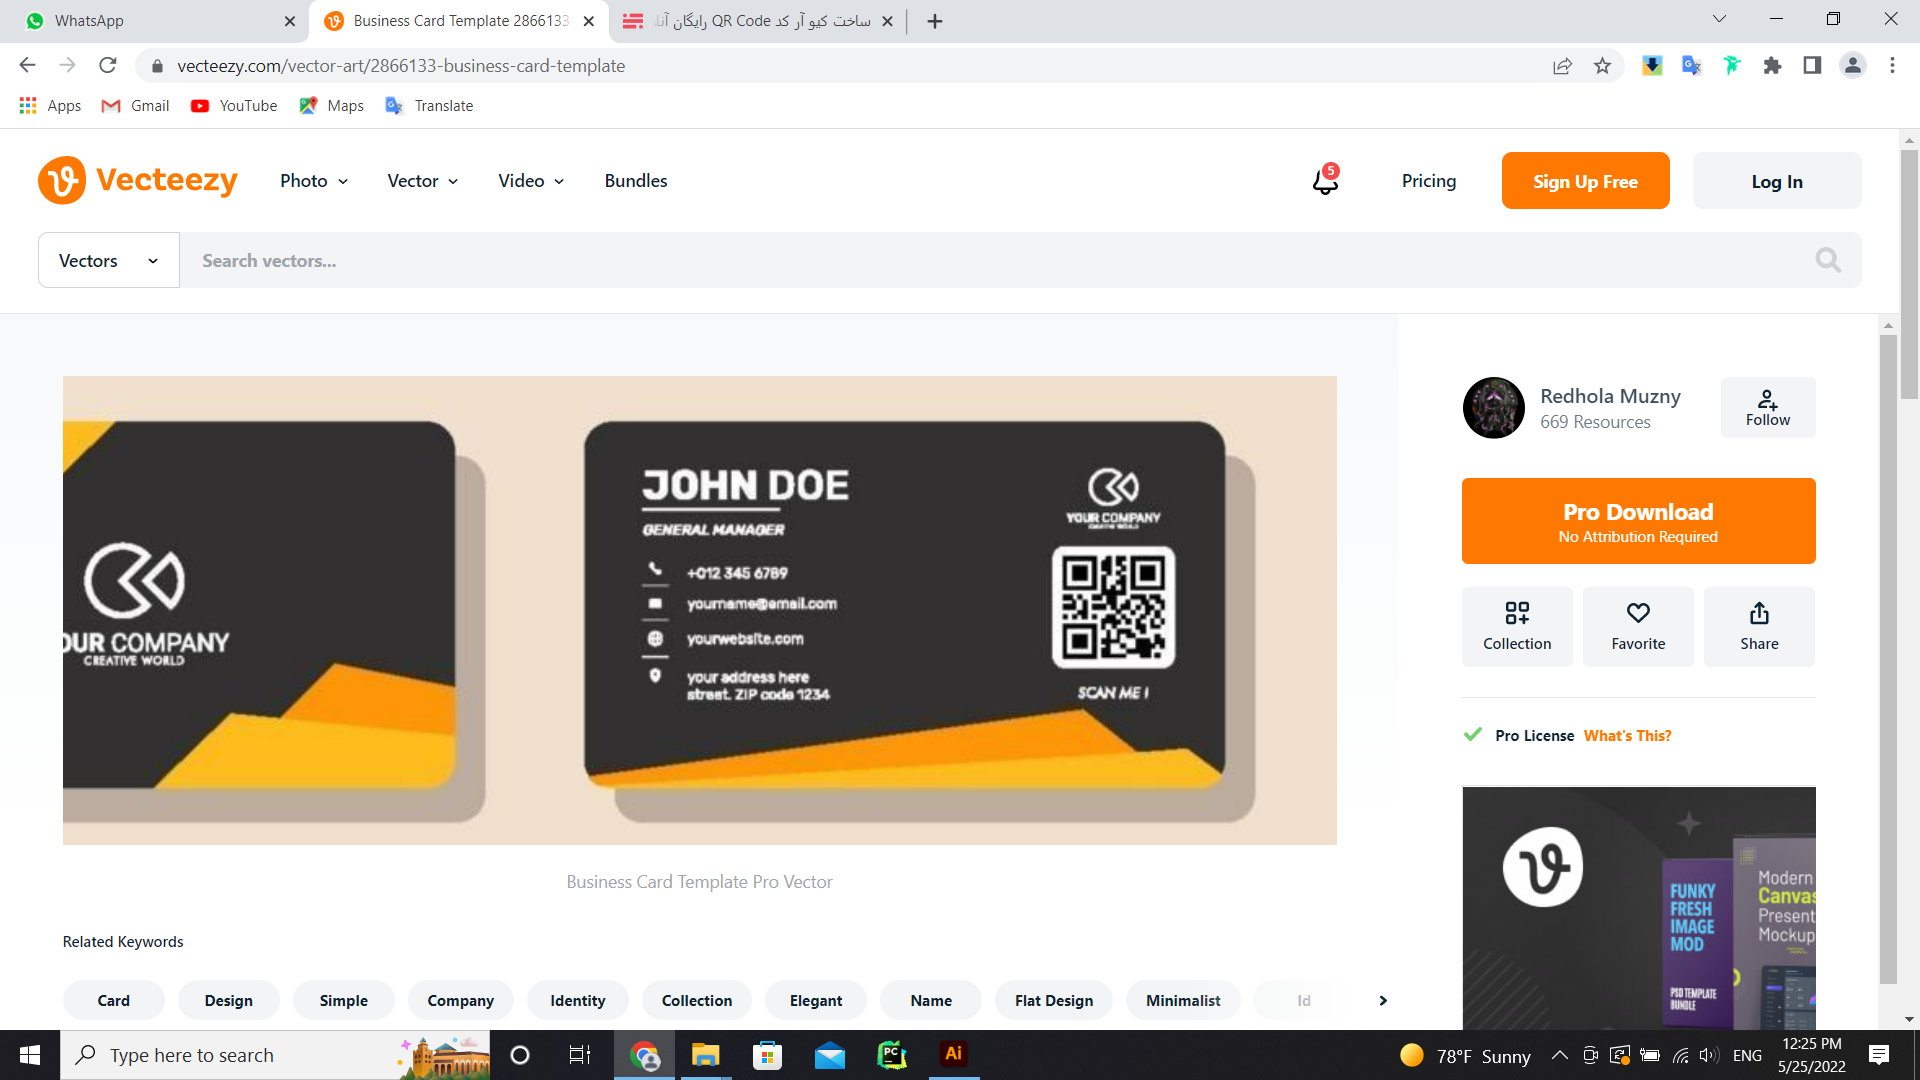 WhatsApp
Business Card Template 2866133
ساخت کیو آر کد QR Code رایگان
vecteezy.com/vector-art/2866133-business-card-template
Apps
Gmail
YouTube
Maps
Translate
Vecteezy
Photo
Vector
Video
Bundles
5
Pricing
Sign Up Free
Log In
Vectors
Search vectors...
OUR COMPANY
CREATIVE WORLD
JOHN DOE
GENERAL MANAGER
+012 345 6789
yourname@email.com
yourwebsite.com
your address here
street. ZIP code 1234
YOUR COMPANY
CREATIVE WORLD
SCAN ME !
Business Card Template Pro Vector
Related Keywords
Card
Design
Simple
Company
Identity
Collection
Elegant
Name
Flat Design
Minimalist
Id
Redhola Muzny
669 Resources
Follow
Pro Download
No Attribution Required
Collection
Favorite
Share
Pro License What's This?
FUNKY
FRESH
IMAGE
MOD
PSD TEMPLATE
BUNDLE
Modern
Canvas
Present
Mockup
Type here to search
PC
Ai
78°F Sunny
ENG
12:25 PM
5/25/2022